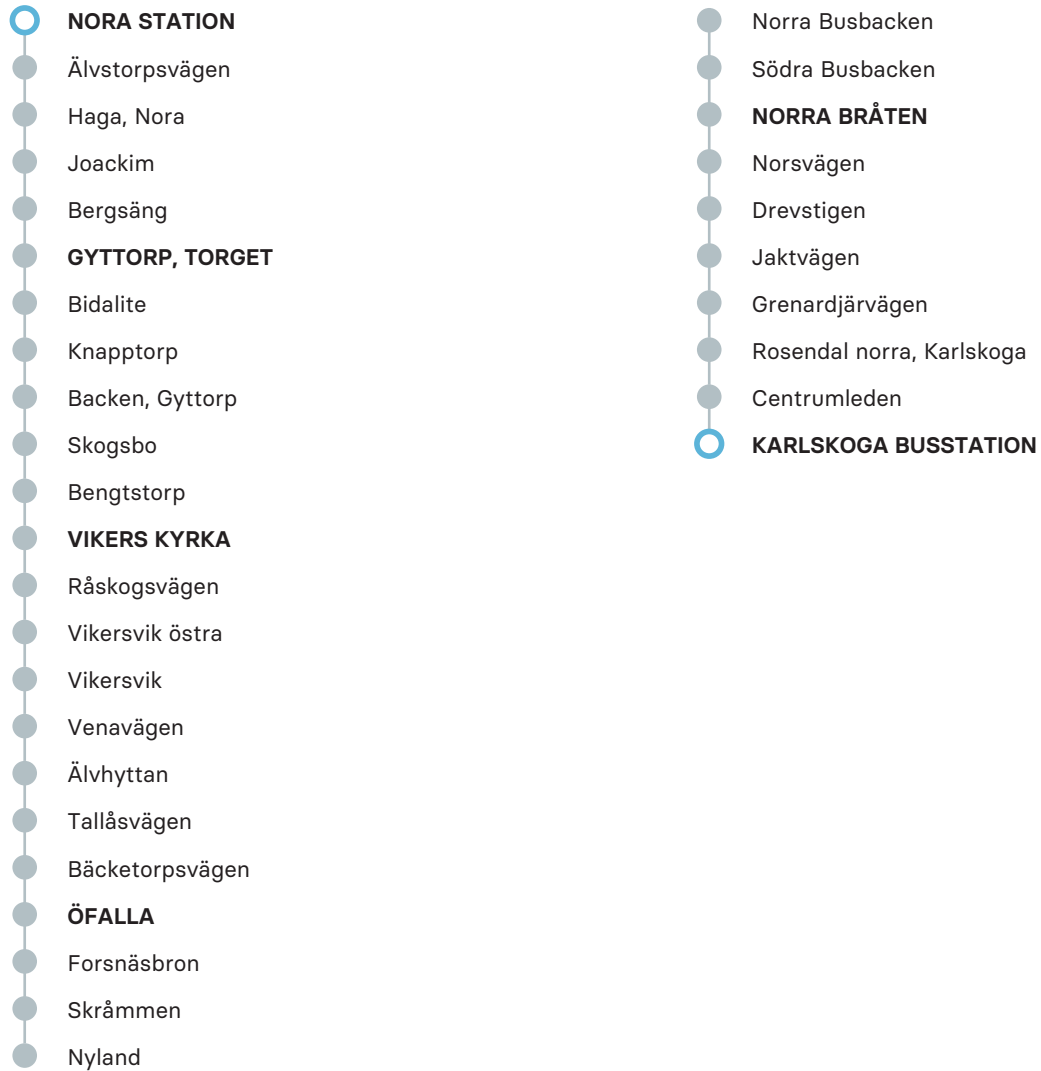 NORA STATION
Älvstorpsvägen
Haga, Nora
Joackim
Bergsäng
GYTTORP, TORGET
Bidalite
Knapptorp
Backen, Gyttorp
Skogsbo
Bengtstorp
VIKERS KYRKA
Råskogsvägen
Vikersvik östra
Vikersvik
Venavägen
Älvhyttan
Tallåsvägen
Bäcketorpsvägen
ÖFALLA
Forsnäsbron
Skråmmen
Nyland
Norra Busbacken
Södra Busbacken
NORRA BRÅTEN
Norsvägen
Drevstigen
Jaktvägen
Grenardjärvägen
Rosendal norra, Karlskoga
Centrumleden
KARLSKOGA BUSSTATION